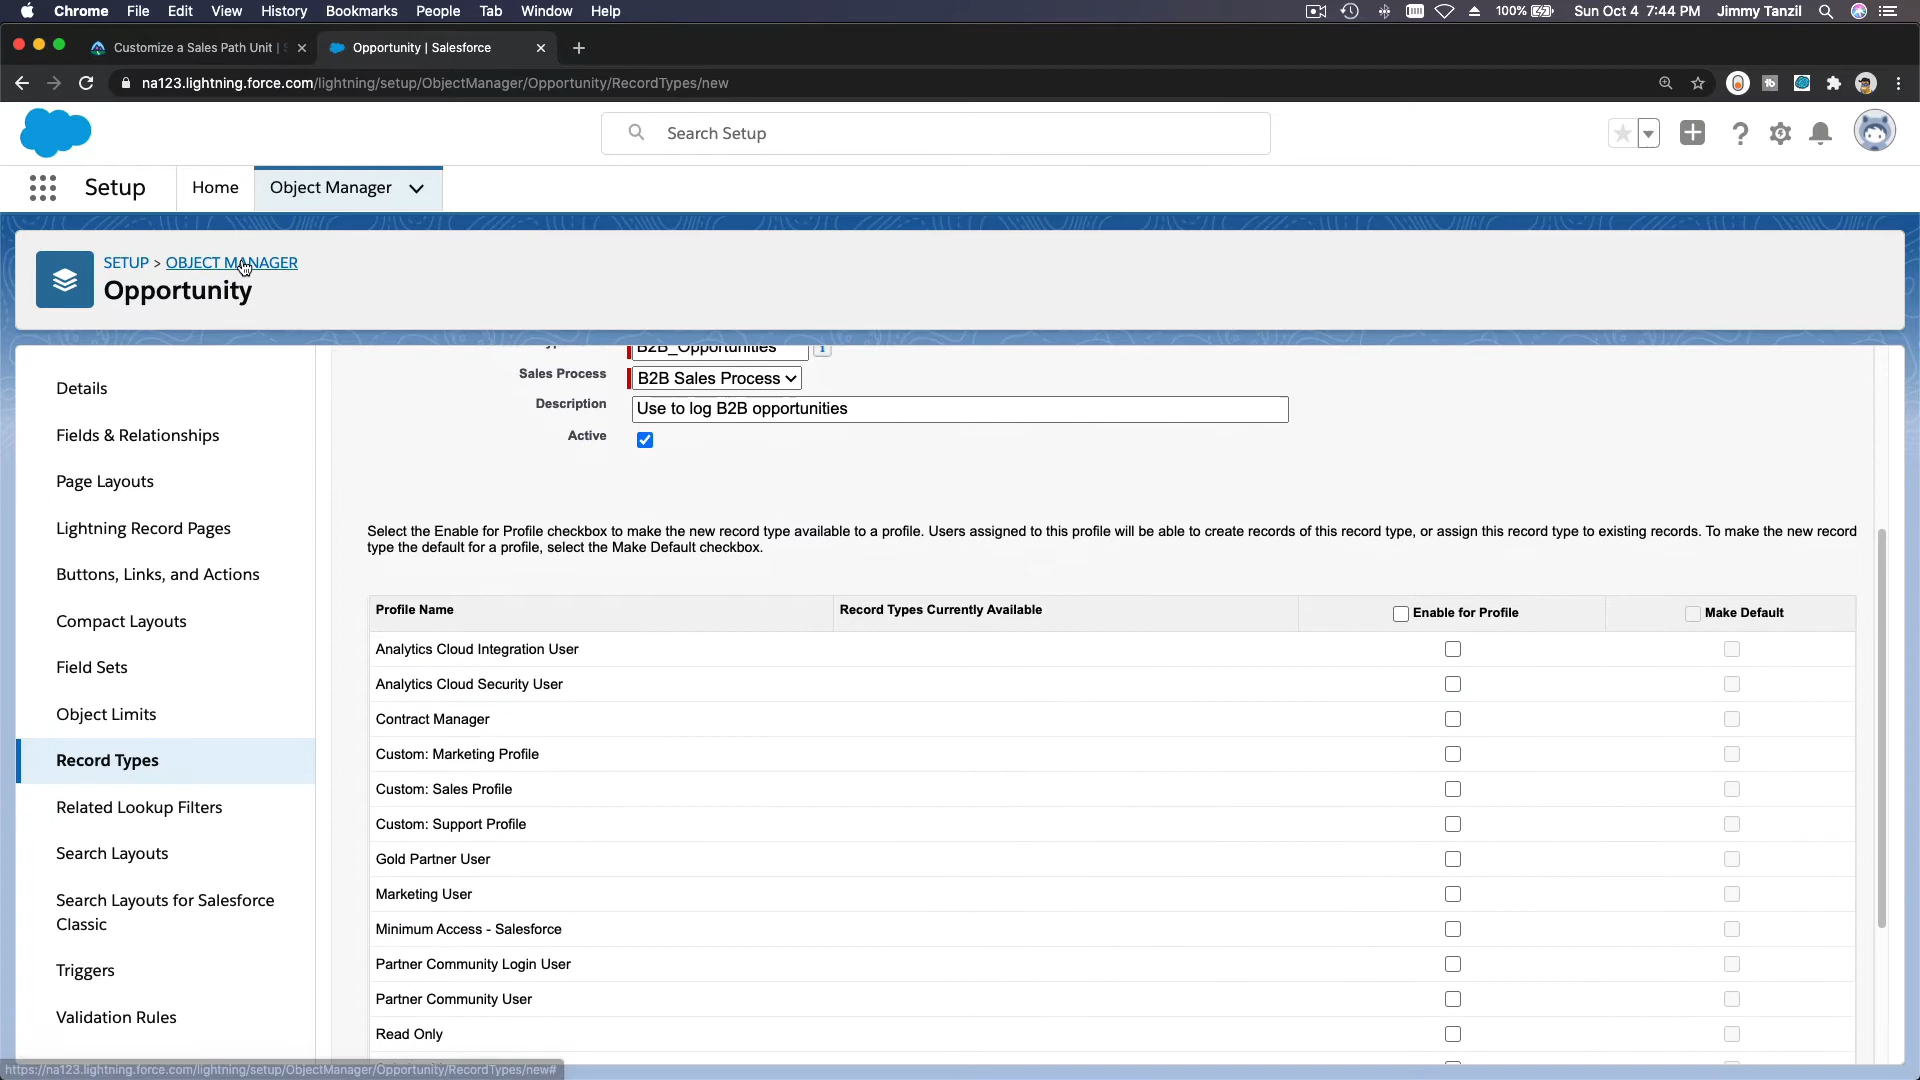 Chrome File Edit View History Bookmarks People Tab Window Help 100% Sun Oct 4 7:44 PM Jimmy Tanzil
Customize a Sales Path Unit | Opportunity | Salesforce
na123.lightning.force.com/lightning/setup/ObjectManager/Opportunity/RecordTypes/new
Search Setup
Setup Home Object Manager
SETUP > OBJECT MANAGER
Opportunity
B2B_Opportunities
Sales Process B2B Sales Process
Description Use to log B2B opportunities
Active
Select the Enable for Profile checkbox to make the new record type available to a profile. Users assigned to this profile will be able to create records of this record type, or assign this record type to existing records. To make the new record
type the default for a profile, select the Make Default checkbox.
Profile Name Record Types Currently Available Enable for Profile Make Default
Analytics Cloud Integration User
Analytics Cloud Security User
Contract Manager
Custom: Marketing Profile
Custom: Sales Profile
Custom: Support Profile
Gold Partner User
Marketing User
Minimum Access - Salesforce
Partner Community Login User
Partner Community User
Read Only
Details
Fields & Relationships
Page Layouts
Lightning Record Pages
Buttons, Links, and Actions
Compact Layouts
Field Sets
Object Limits
Record Types
Related Lookup Filters
Search Layouts
Search Layouts for Salesforce
Classic
Triggers
Validation Rules
https://na123.lightning.force.com/lightning/setup/ObjectManager/Opportunity/RecordTypes/new#